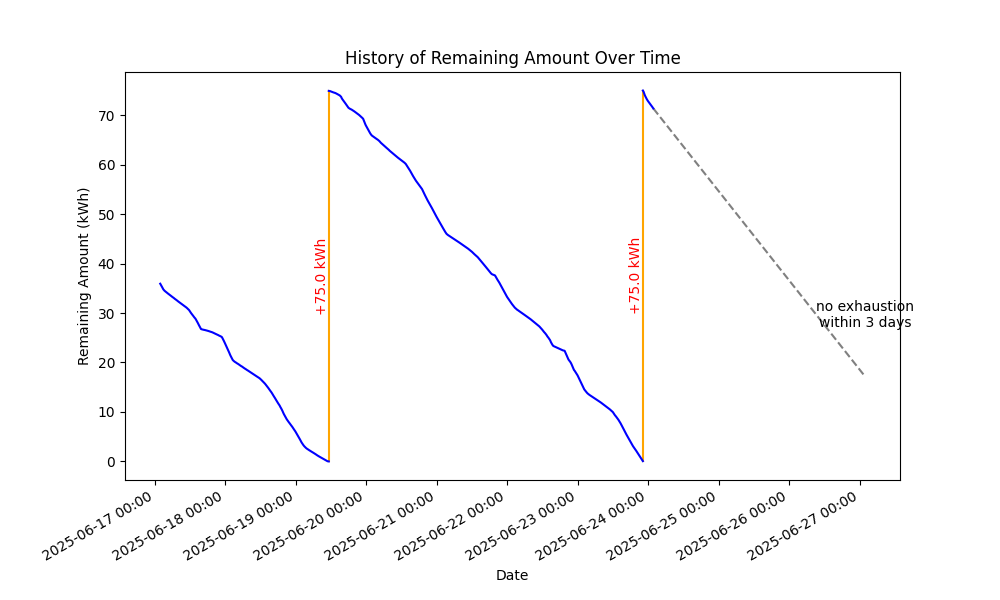 History of Remaining Amount Over Time
Remaining Amount (kWh)
70
60
50
40
30
20
10
0
+75.0 kWh
+75.0 kWh
no exhaustion
within 3 days
2025-06-17 00:00
2025-06-18 00:00
2025-06-19 00:00
2025-06-20 00:00
2025-06-21 00:00
2025-06-22 00:00
2025-06-23 00:00
2025-06-24 00:00
2025-06-25 00:00
2025-06-26 00:00
2025-06-27 00:00
Date